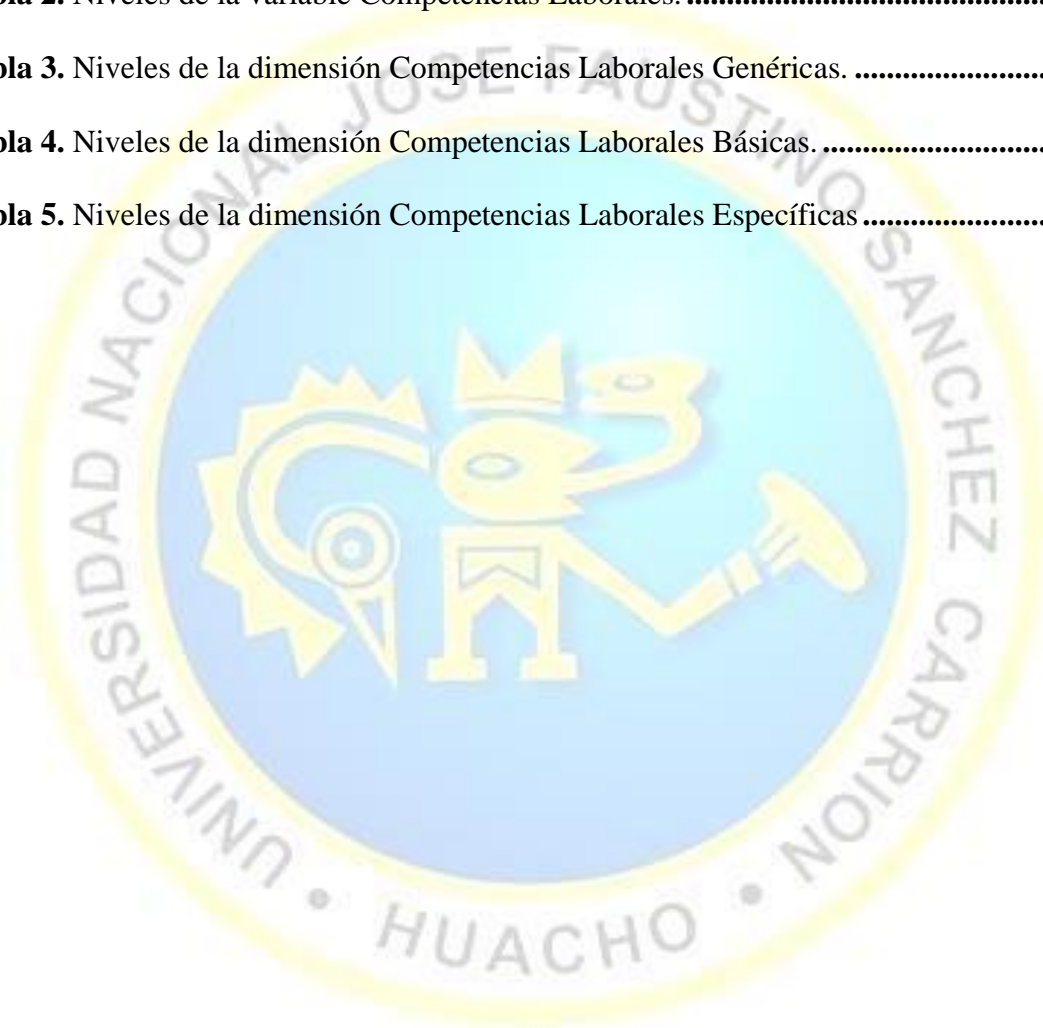 bla 2. Niveles de la variable Competencias Laborales. ....................................................
bla 3. Niveles de la dimensión Competencias Laborales Genéricas. ...........................
bla 4. Niveles de la dimensión Competencias Laborales Básicas. ................................
bla 5. Niveles de la dimensión Competencias Laborales Específicas ..........................
UNIVERSIDAD NACIONAL JOSE FAUSTINO SANCHEZ CARRION • HUACHO •